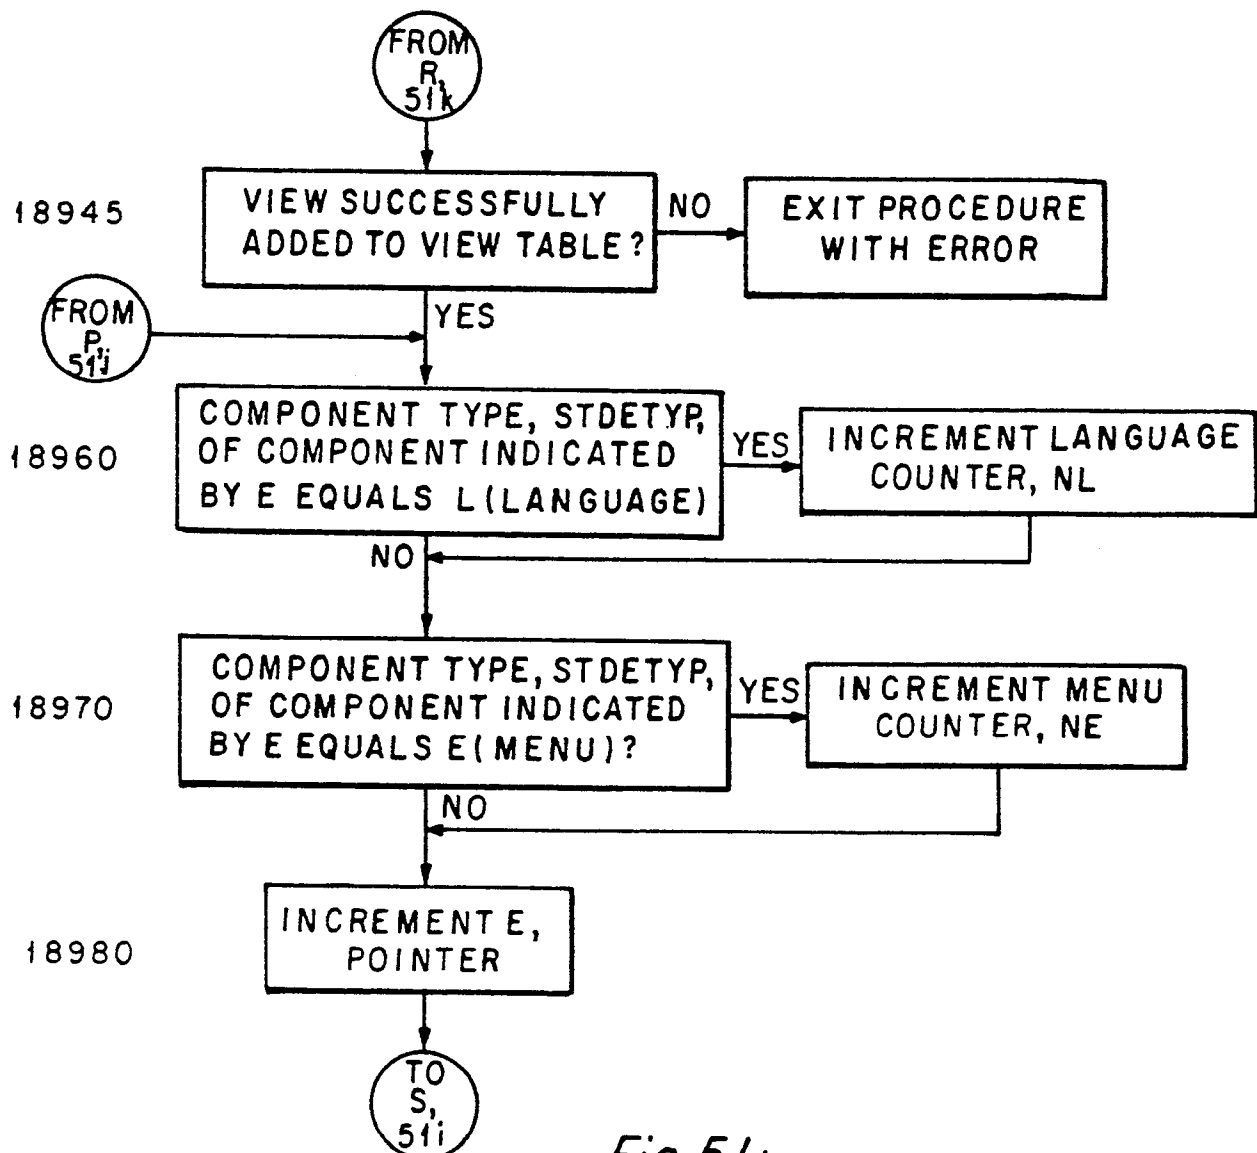 FROM
R,
51k
18945
VIEW SUCCESSFULLY
ADDED TO VIEW TABLE?
NO
EXIT PROCEDURE
WITH ERROR
YES
FROM
P,
51j
18960
COMPONENT TYPE, STDETYP,
OF COMPONENT INDICATED
BY E EQUALS L (LANGUAGE)
YES
INCREMENT LANGUAGE
COUNTER, NL
NO
18970
COMPONENT TYPE, STDETYP,
OF COMPONENT INDICATED
BY E EQUALS E (MENU)?
YES
INCREMENT MENU
COUNTER, NE
NO
18980
INCREMENT E,
POINTER
TO
S,
51i